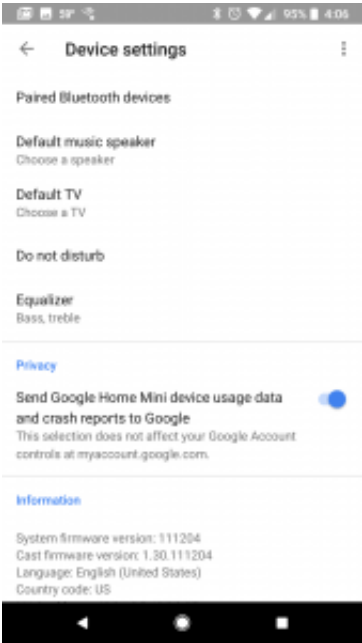 59° 95% 4:06
Device settings
Paired Bluetooth devices
Default music speaker
Choose a speaker
Default TV
Choose a TV
Do not disturb
Equalizer
Bass, treble
Privacy
Send Google Home Mini device usage data
and crash reports to Google
This selection does not affect your Google Account
controls at myaccount.google.com.
Information
System firmware version: 111204
Cast firmware version: 1.30.111204
Language: English (United States)
Country code: US